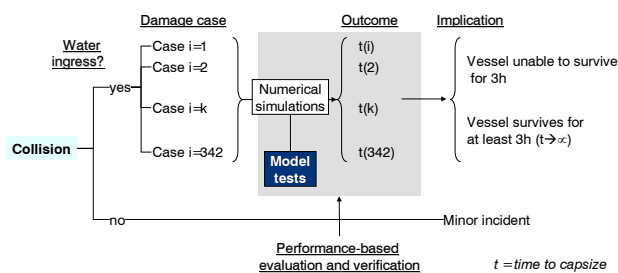 Damage case
Outcome
Implication
Water
ingress?
Case i=1
t(i)
Case i=2
t(2)
Vessel unable to survive
for 3h
yes
Numerical
simulations
Case i=k
t(k)
Vessel survives for
at least 3h (t→∝)
Collision
Case i=342
t(342)
Model
tests
no
Minor incident
Performance-based
evaluation and verification
t =time to capsize